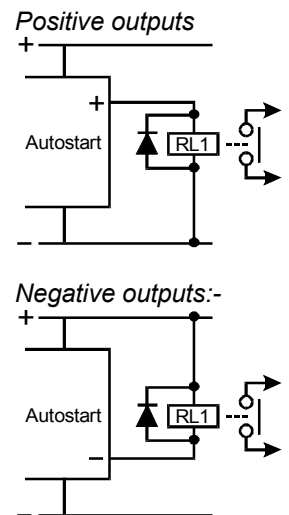 Positive outputs
+
+
Autostart
RL1
–
Negative outputs:-
+
Autostart
RL1
–
–